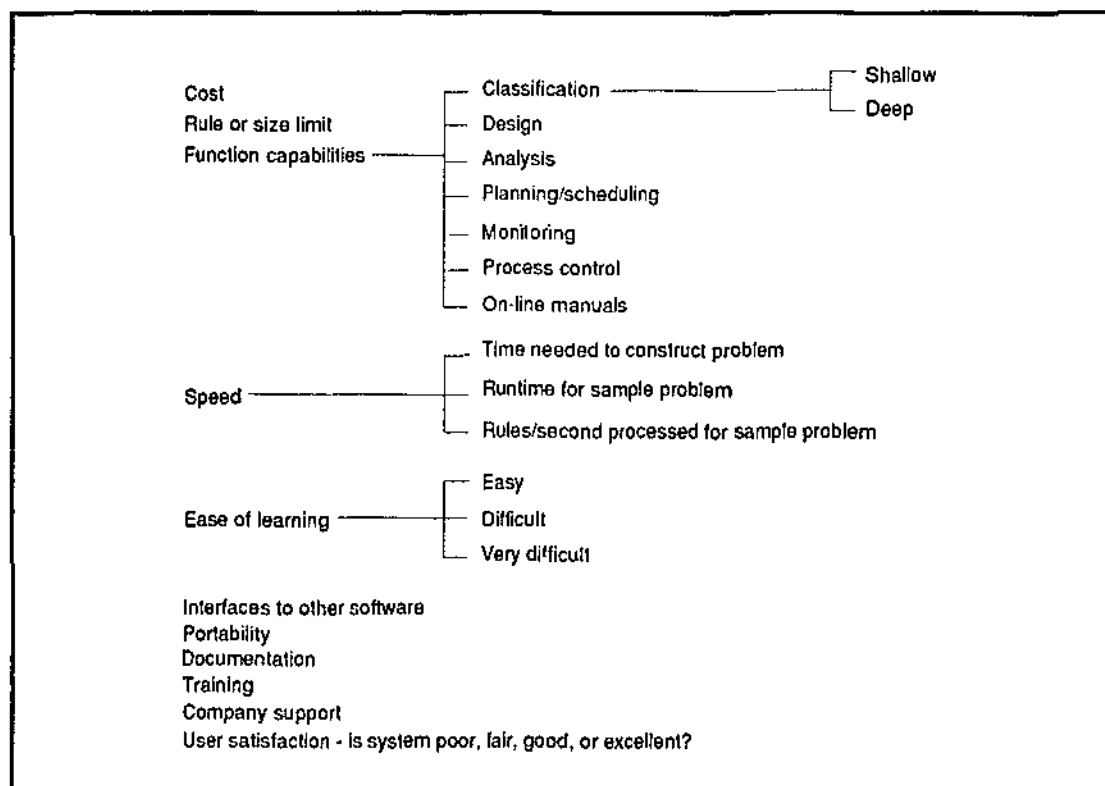 Cost
Rule or size limit
Function capabilities
Classification
Shallow
Deep
Design
Analysis
Planning/scheduling
Monitoring
Process control
On-line manuals
Speed
Time needed to construct problem
Runtime for sample problem
Rules/second processed for sample problem
Ease of learning
Easy
Difficult
Very difficult
Interfaces to other software
Portability
Documentation
Training
Company support
User satisfaction - is system poor, fair, good, or excellent?